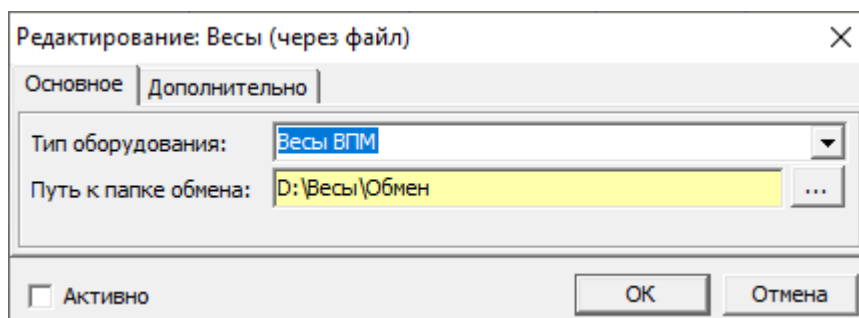 Редактирование: Весы (через файл)
Основное Дополнительно
Тип оборудования: Весы ВПМ
Путь к папке обмена: D:\Весы\Обмен ...
Активно OK Отмена